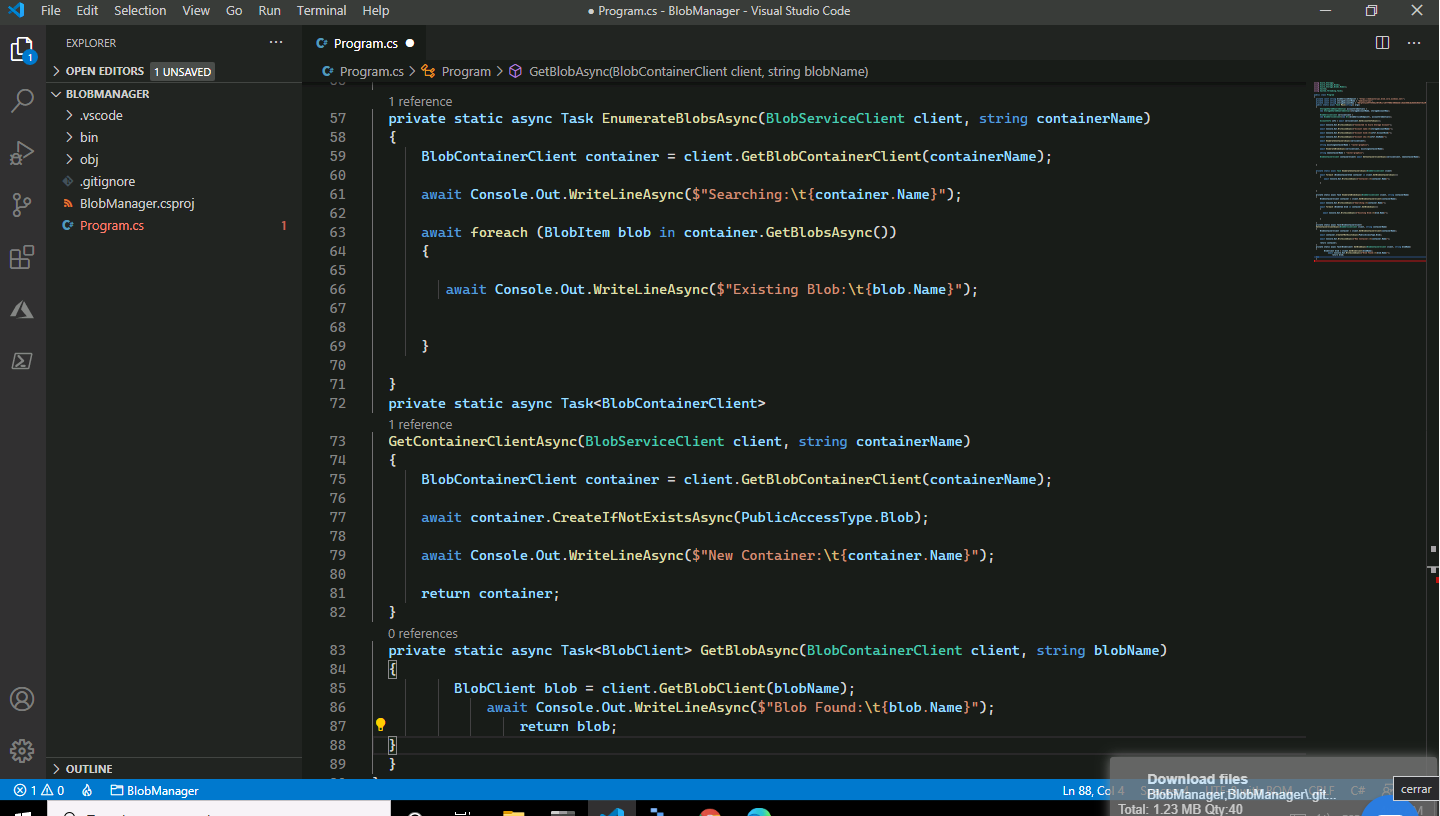 File Edit Selection View Go Run Terminal Help
● Program.cs - BlobManager - Visual Studio Code
EXPLORER
Program.cs
OPEN EDITORS 1 UNSAVED
Program.cs > Program > GetBlobAsync(BlobContainerClient client, string blobName)
BLOBMANAGER
.vscode
bin
obj
.gitignore
BlobManager.csproj
Program.cs 1
OUTLINE
1 reference
57 private static async Task EnumerateBlobsAsync(BlobServiceClient client, string containerName)
58 {
59 BlobContainerClient container = client.GetBlobContainerClient(containerName);
60
61 await Console.Out.WriteLineAsync($"Searching:\t{container.Name}");
62
63 await foreach (BlobItem blob in container.GetBlobsAsync())
64 {
65
66 await Console.Out.WriteLineAsync($"Existing Blob:\t{blob.Name}");
67
68
69 }
70
71 }
72 private static async Task<BlobContainerClient>
1 reference
73 GetContainerClientAsync(BlobServiceClient client, string containerName)
74 {
75 BlobContainerClient container = client.GetBlobContainerClient(containerName);
76
77 await container.CreateIfNotExistsAsync(PublicAccessType.Blob);
78
79 await Console.Out.WriteLineAsync($"New Container:\t{container.Name}");
80
81 return container;
82 }
0 references
83 private static async Task<BlobClient> GetBlobAsync(BlobContainerClient client, string blobName)
84 {
85 BlobClient blob = client.GetBlobClient(blobName);
86 await Console.Out.WriteLineAsync($"Blob Found:\t{blob.Name}");
87 return blob;
88 }
89 }
1 0 BlobManager
Ln 88, Col 4
C#
Download files
BlobManager,BlobManager\.git...
Total: 1.23 MB Qty:40
cerrar
1